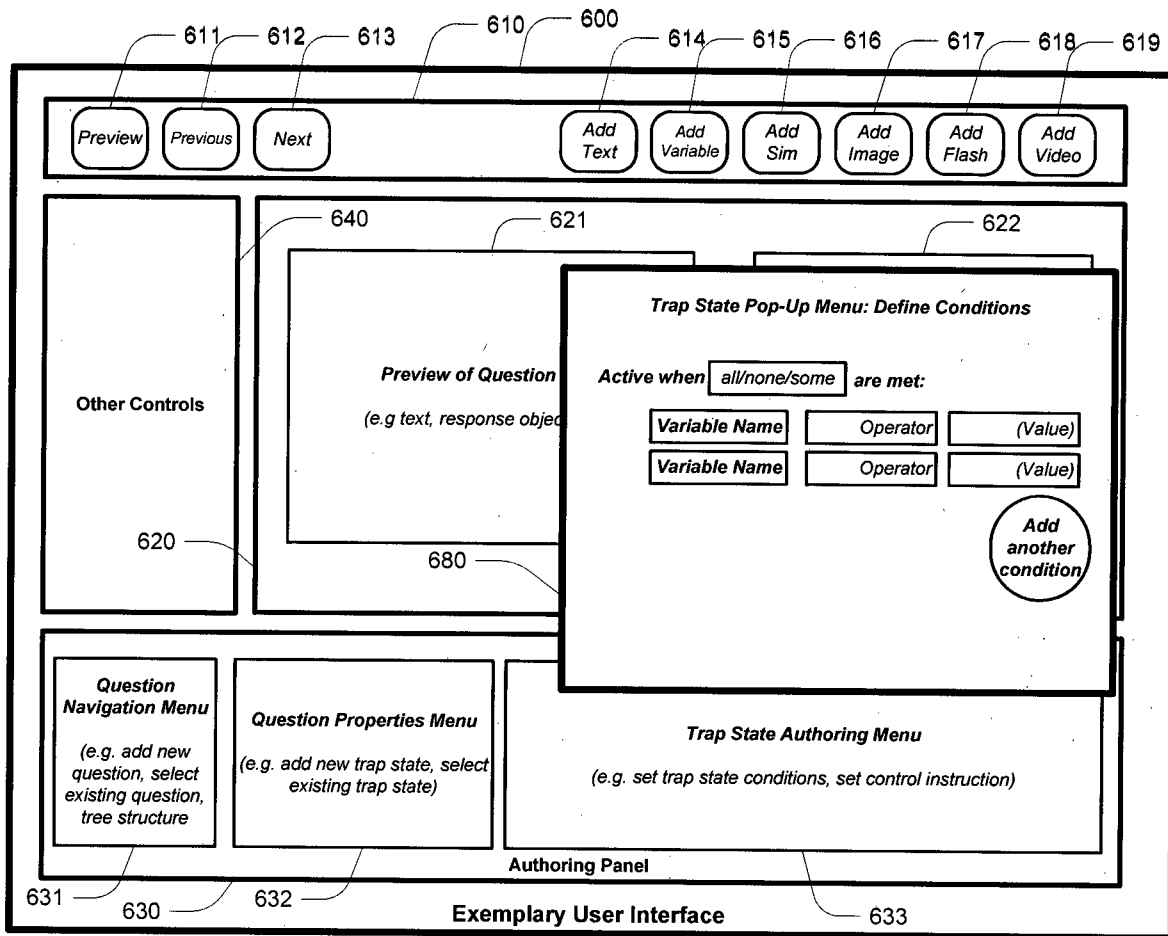 600
610
611
612
613
614
615
616
617
618
619
Preview
Previous
Next
Add
Text
Add
Variable
Add
Sim
Add
Image
Add
Flash
Add
Video
640
621
622
Other Controls
Preview of Question
(e.g text, response objec
Trap State Pop-Up Menu: Define Conditions
Active when all/none/some are met:
Variable Name Operator (Value)
Variable Name Operator (Value)
Add
another
condition
620
680
Question
Navigation Menu
(e.g. add new
question, select
existing question,
tree structure
Question Properties Menu
(e.g. add new trap state, select
existing trap state)
Trap State Authoring Menu
(e.g. set trap state conditions, set control instruction)
Authoring Panel
631
630
632
633
Exemplary User Interface